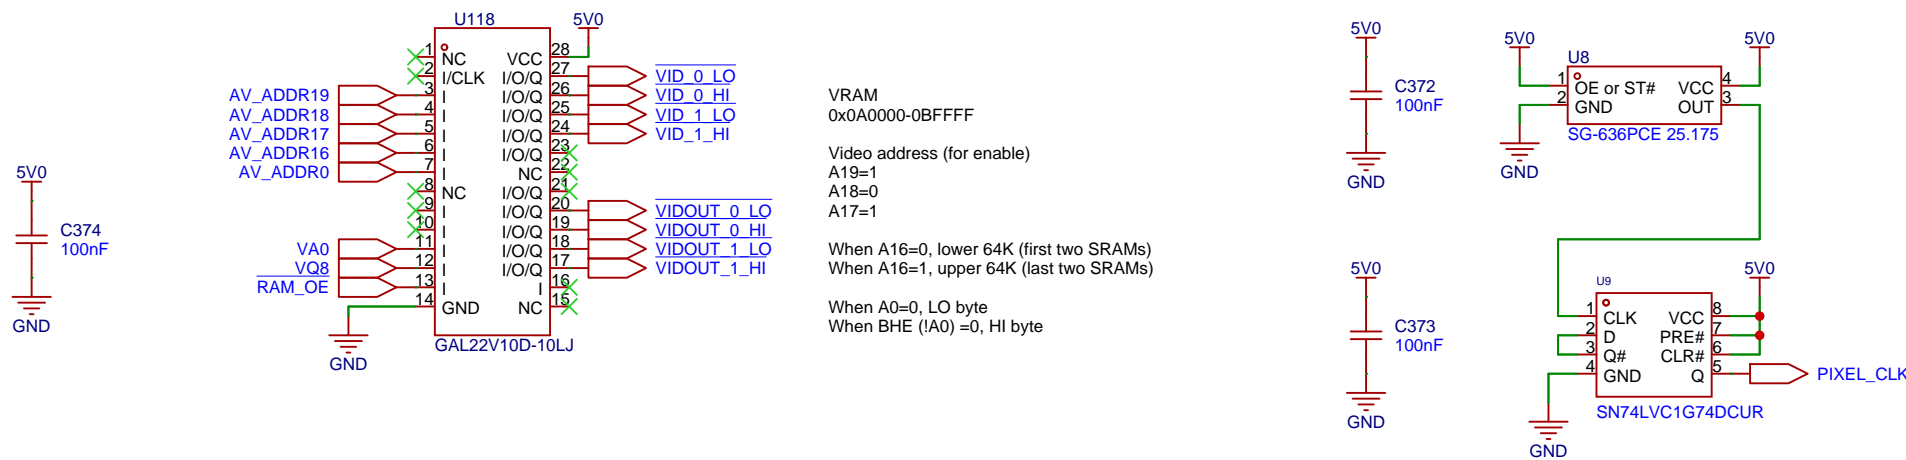 5V0
C374
100nF
GND
U118
5V0
1 NC VCC 28
2 I/CLK I/O/Q 27 VID_0_LO
AV_ADDR19 3 I I/O/Q 26 VID_0_HI
AV_ADDR18 4 I I/O/Q 25 VID_1_LO
AV_ADDR17 5 I I/O/Q 24 VID_1_HI
AV_ADDR16 6 I I/O/Q 23
AV_ADDR0 7 I NC 22
8 NC I/O/Q 21
9 I I/O/Q 20 VIDOUT_0_LO
10 I I/O/Q 19 VIDOUT_0_HI
VA0 11 I I/O/Q 18 VIDOUT_1_LO
VQ8 12 I I/O/Q 17 VIDOUT_1_HI
RAM_OE 13 I I 16
14 GND NC 15
GND
GAL22V10D-10LJ
VRAM
0x0A0000-0BFFFF
Video address (for enable)
A19=1
A18=0
A17=1
When A16=0, lower 64K (first two SRAMs)
When A16=1, upper 64K (last two SRAMs)
When A0=0, LO byte
When BHE (!A0) =0, HI byte
5V0
C372
100nF
GND
5V0
C373
100nF
GND
5V0
U8
5V0
1 OE or ST# VCC 4
2 GND OUT 3
SG-636PCE 25.175
GND
U9
5V0
1 CLK VCC 8
2 D PRE# 7
3 Q# CLR# 6
4 GND Q 5 PIXEL_CLK
SN74LVC1G74DCUR
GND